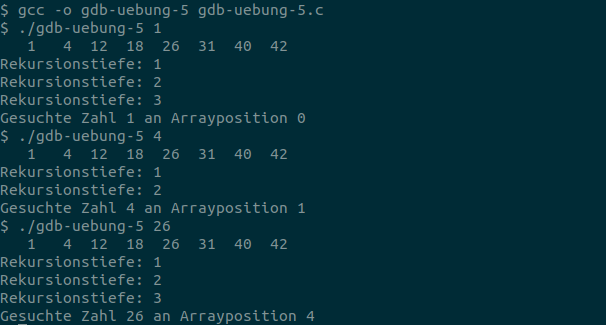 $ gcc -o gdb-uebung-5 gdb-uebung-5.c
$ ./gdb-uebung-5 1
   1   4  12  18  26  31  40  42
Rekursionstiefe: 1
Rekursionstiefe: 2
Rekursionstiefe: 3
Gesuchte Zahl 1 an Arrayposition 0
$ ./gdb-uebung-5 4
   1   4  12  18  26  31  40  42
Rekursionstiefe: 1
Rekursionstiefe: 2
Gesuchte Zahl 4 an Arrayposition 1
$ ./gdb-uebung-5 26
   1   4  12  18  26  31  40  42
Rekursionstiefe: 1
Rekursionstiefe: 2
Rekursionstiefe: 3
Gesuchte Zahl 26 an Arrayposition 4